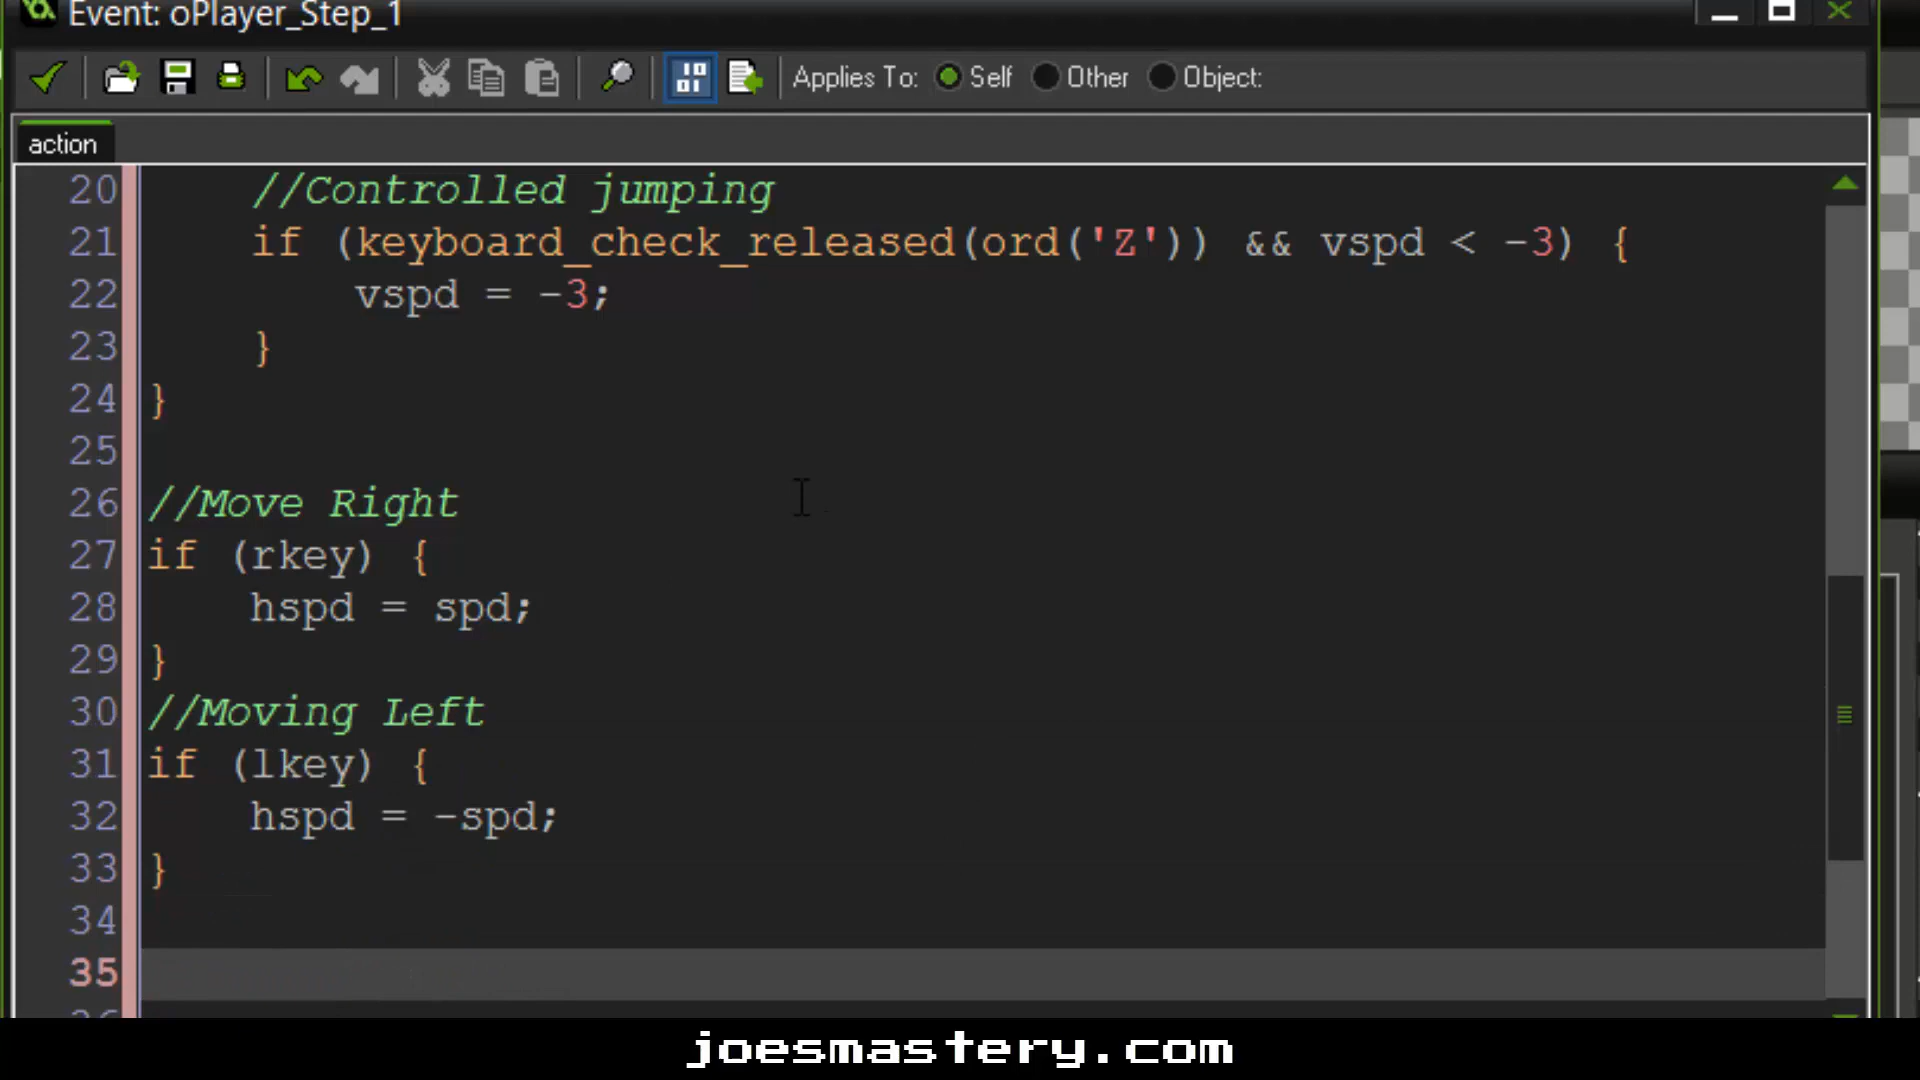 Event: oPlayer_Step_1
Applies To: Self Other Object:
action
20 //Controlled jumping
21 if (keyboard_check_released(ord('Z')) && vspd < -3) {
22 vspd = -3;
23 }
24 }
25
26 //Move Right
27 if (rkey) {
28 hspd = spd;
29 }
30 //Moving Left
31 if (lkey) {
32 hspd = -spd;
33 }
34
35
joesmastery.com